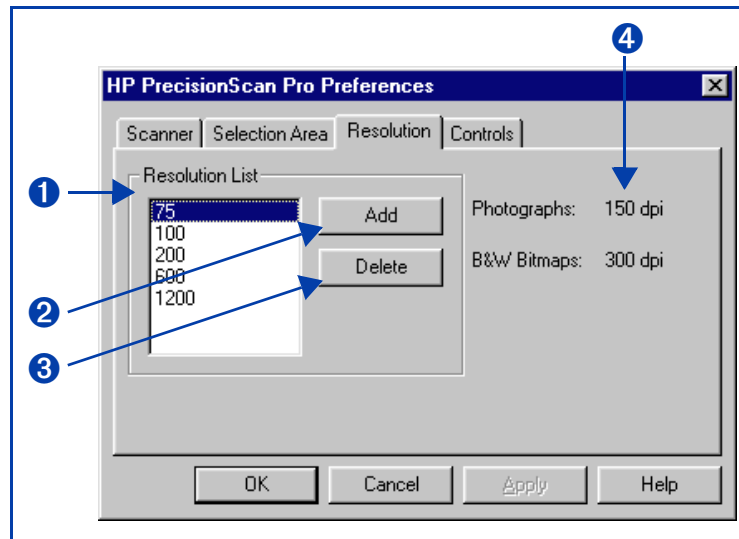 4
HP PrecisionScan Pro Preferences
Scanner Selection Area Resolution Controls
1
Resolution List
75
100
200
600
1200
Add
Delete
Photographs: 150 dpi
B&W Bitmaps: 300 dpi
2
3
OK Cancel Apply Help